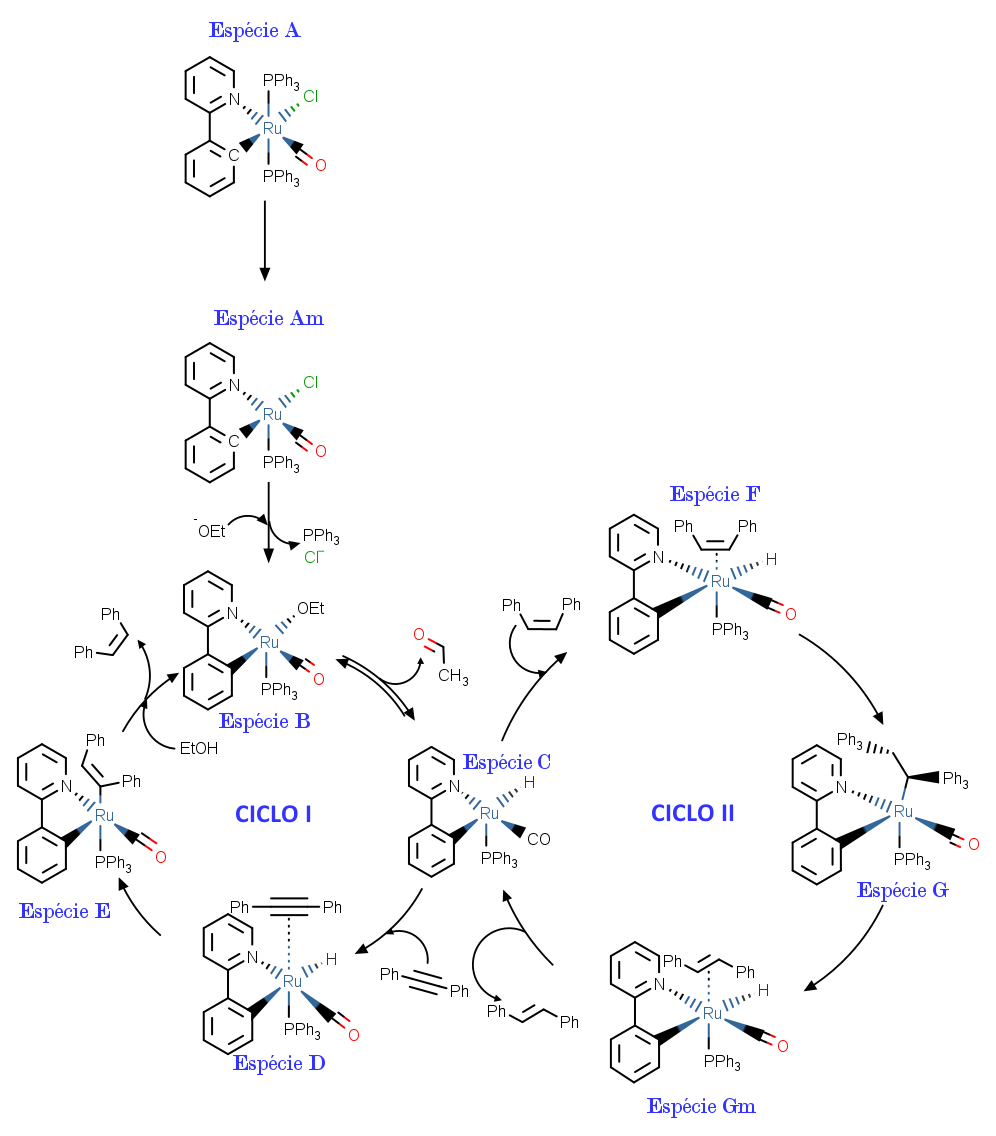 Espécie A
PPh3
Cl
N
Ru
C
O
PPh3
Espécie Am
Cl
N
Ru
C
O
PPh3
-OEt
PPh3
Cl-
Espécie B
OEt
N
Ru
O
PPh3
Ph
Ph
EtOH
O
CH3
Espécie F
Ph Ph
N H
Ru
O
PPh3
Ph Ph
Espécie C
H
N
Ru
CO
PPh3
CICLO I
CICLO II
Ph
Ph
N
Ru
O
PPh3
Espécie E
Ph3
Ph3
N
Ru
O
PPh3
Espécie G
Ph Ph
N H
Ru
O
PPh3
Espécie D
Ph
Ph
Ph
Ph
Ph
Ph
N H
Ru
O
PPh3
Espécie Gm